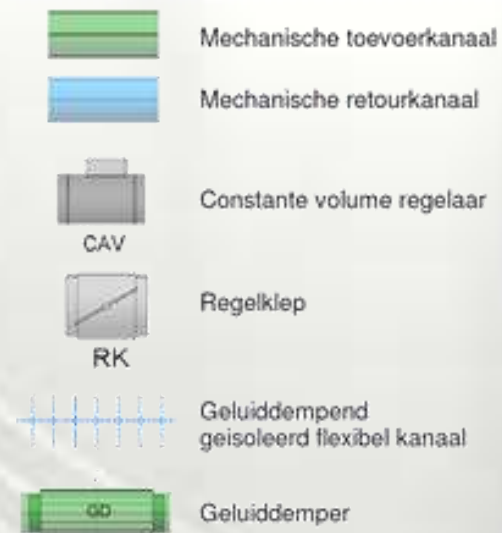 Mechanische toevoerkanaal
Mechanische retourkanaal
Constante volume regelaar
CAV
Regelklep
RK
Geluiddempend
geisoleerd flexibel kanaal
GD
Geluiddemper